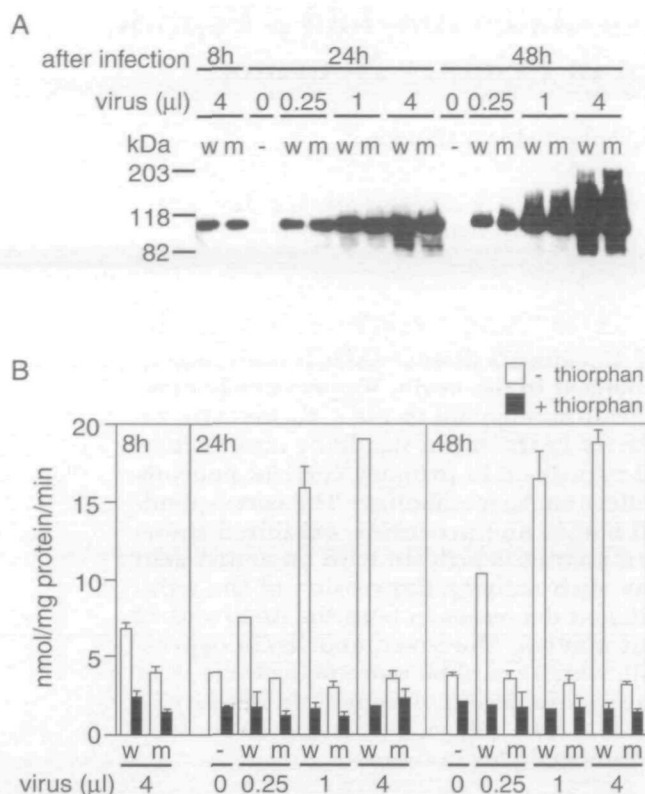 A
after infection 8h 24h 48h
virus (μl) 4 0 0.25 1 4 0 0.25 1 4
kDa w m - w m w m w m - w m w m w m
203
118
82
B
- thiorphan
+ thiorphan
20 8h 24h 48h
15
10
5
0
nmol/mg protein/min
w m - w m w m w m - w m w m w m
virus (μl) 4 0 0.25 1 4 0 0.25 1 4